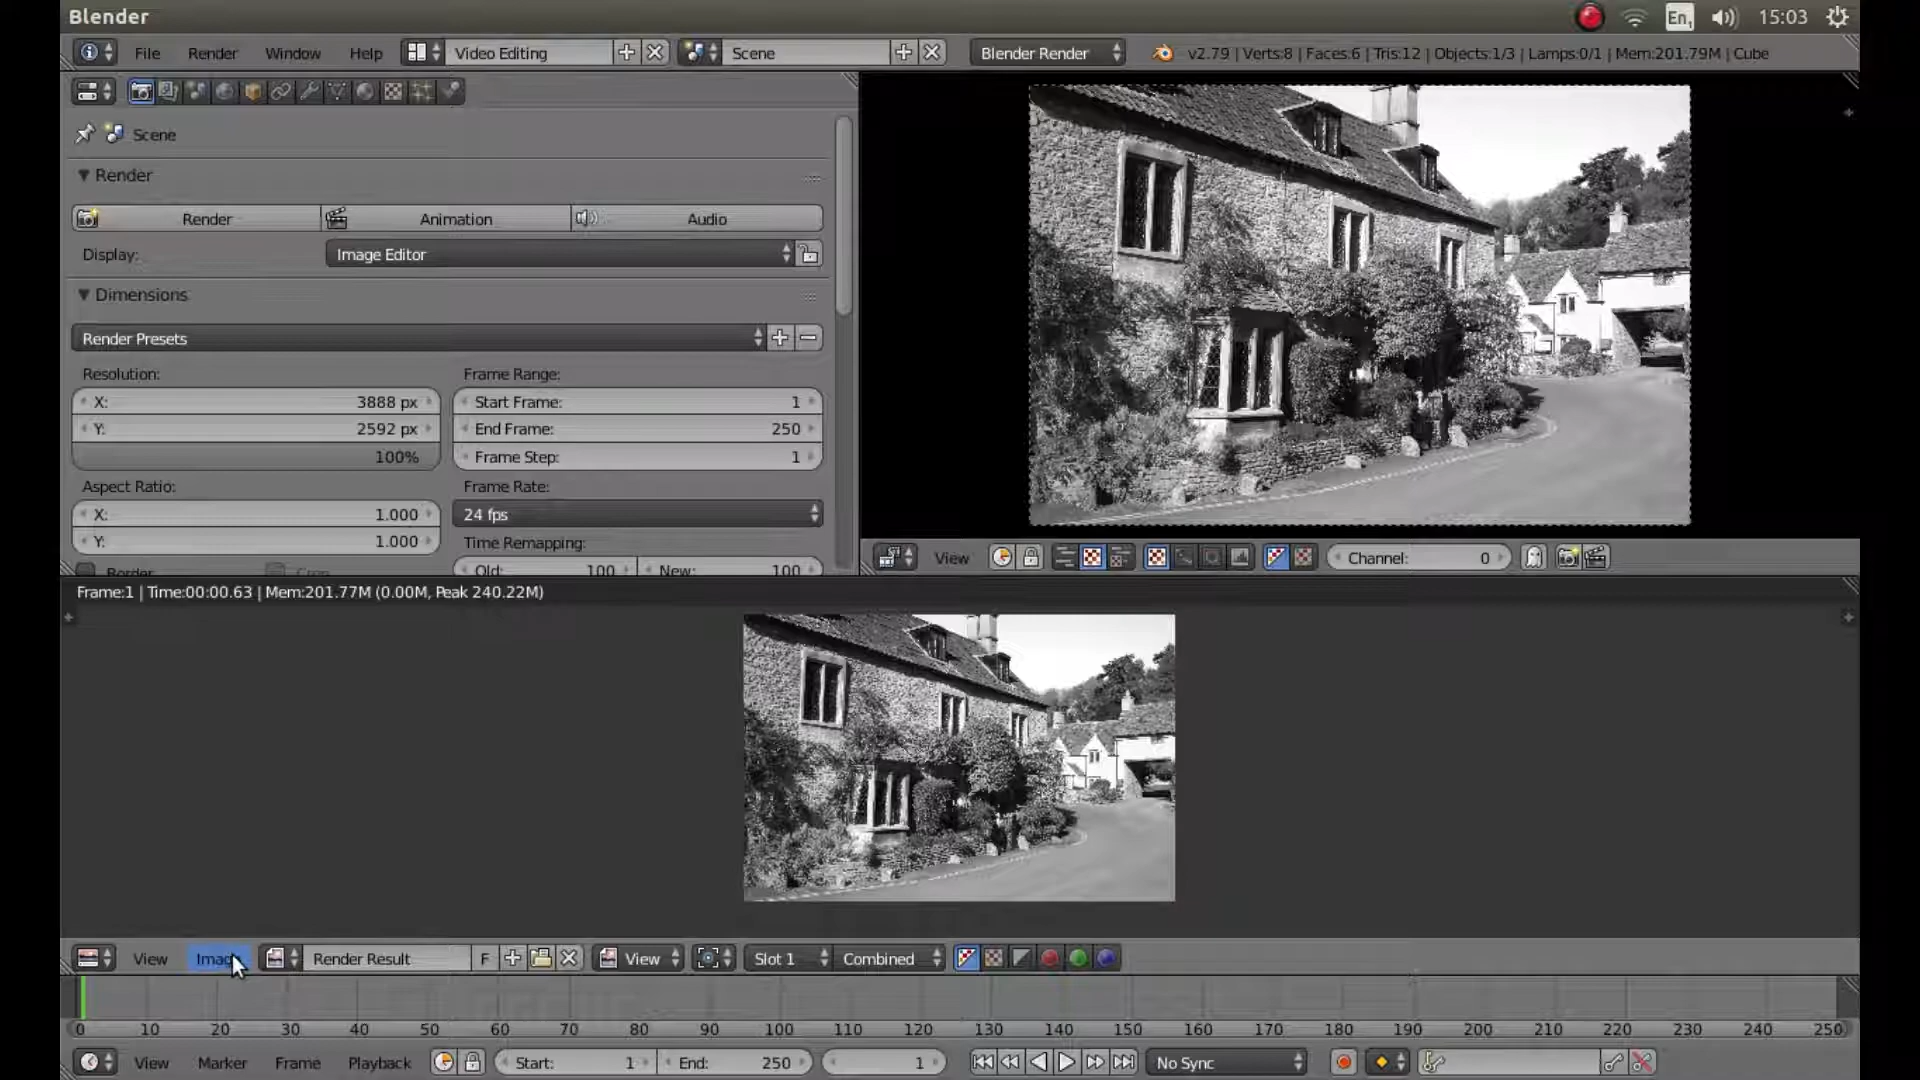 Blender
En1 15:03
File Render Window Help Video Editing Scene Blender Render v2.79 | Verts:8 | Faces:6 | Tris:12 | Objects:1/3 | Lamps:0/1 | Mem:201.79M | Cube
Scene
Render
Render Animation Audio
Display: Image Editor
Dimensions
Render Presets
Resolution: Frame Range:
X: 3888 px Start Frame: 1
Y: 2592 px End Frame: 250
100% Frame Step: 1
Aspect Ratio: Frame Rate:
X: 1.000 24 fps
Y: 1.000 Time Remapping:
Border Crop Old: 100 New: 100
View Channel: 0
Frame:1 | Time:00:00.63 | Mem:201.77M (0.00M, Peak 240.22M)
View Image Render Result F View Slot 1 Combined
0 10 20 30 40 50 60 70 80 90 100 110 120 130 140 150 160 170 180 190 200 210 220 230 240 250
View Marker Frame Playback Start: 1 End: 250 1 No Sync